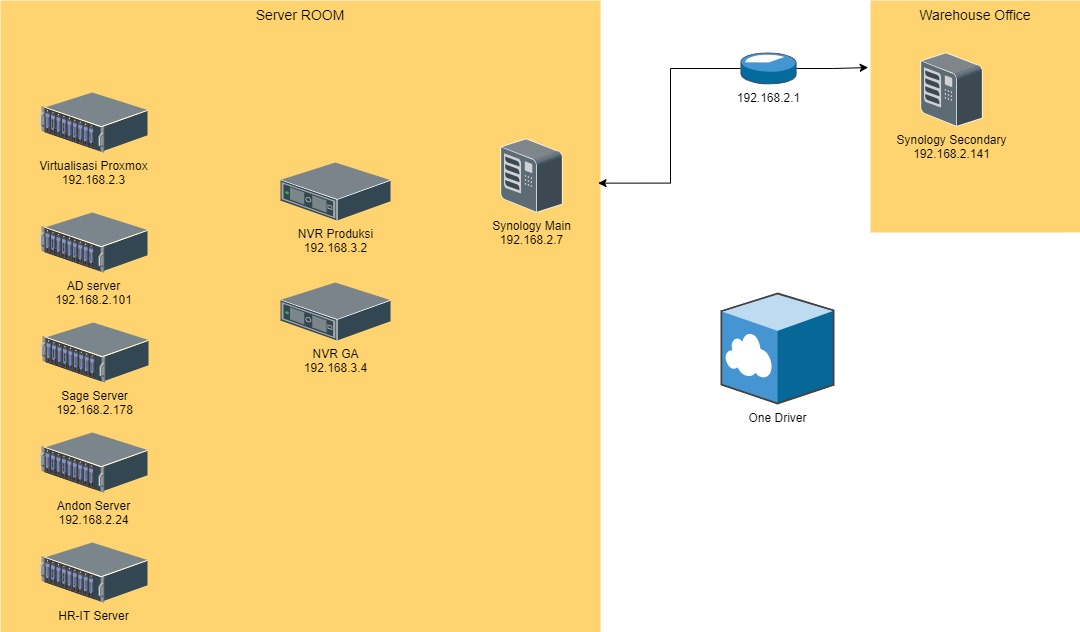 Server ROOM
Warehouse Office
192.168.2.1
Synology Secondary
192.168.2.141
Virtualisasi Proxmox
192.168.2.3
NVR Produksi
192.168.3.2
Synology Main
192.168.2.7
AD server
192.168.2.101
NVR GA
192.168.3.4
Sage Server
192.168.2.178
One Driver
Andon Server
192.168.2.24
HR-IT Server